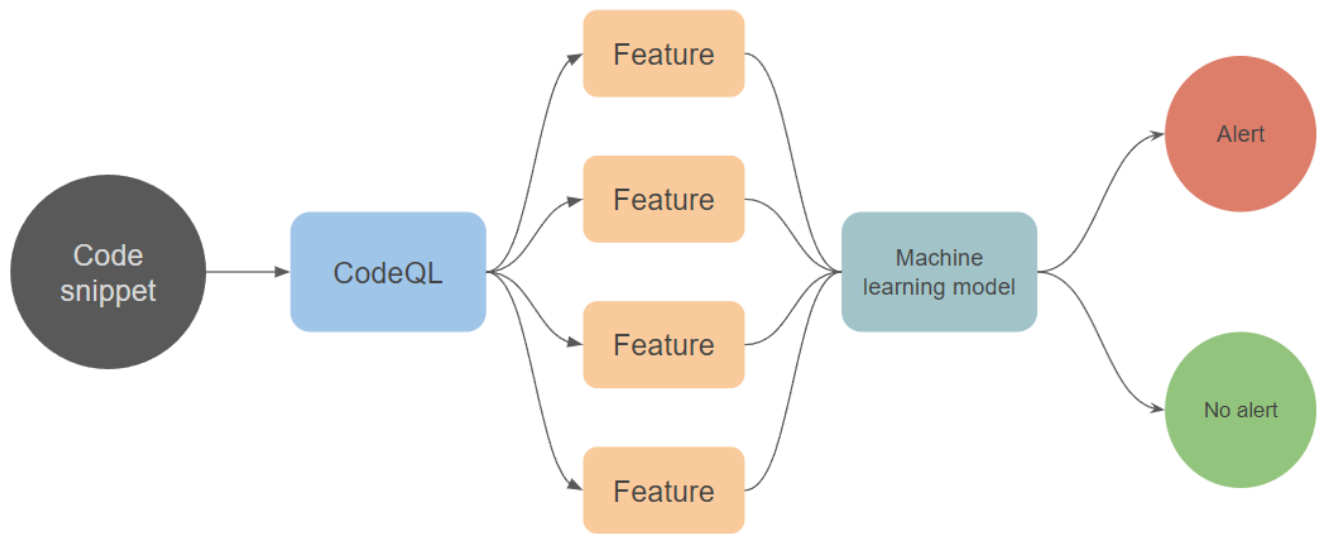 Code
snippet
CodeQL
Feature
Feature
Feature
Feature
Machine
learning model
Alert
No alert